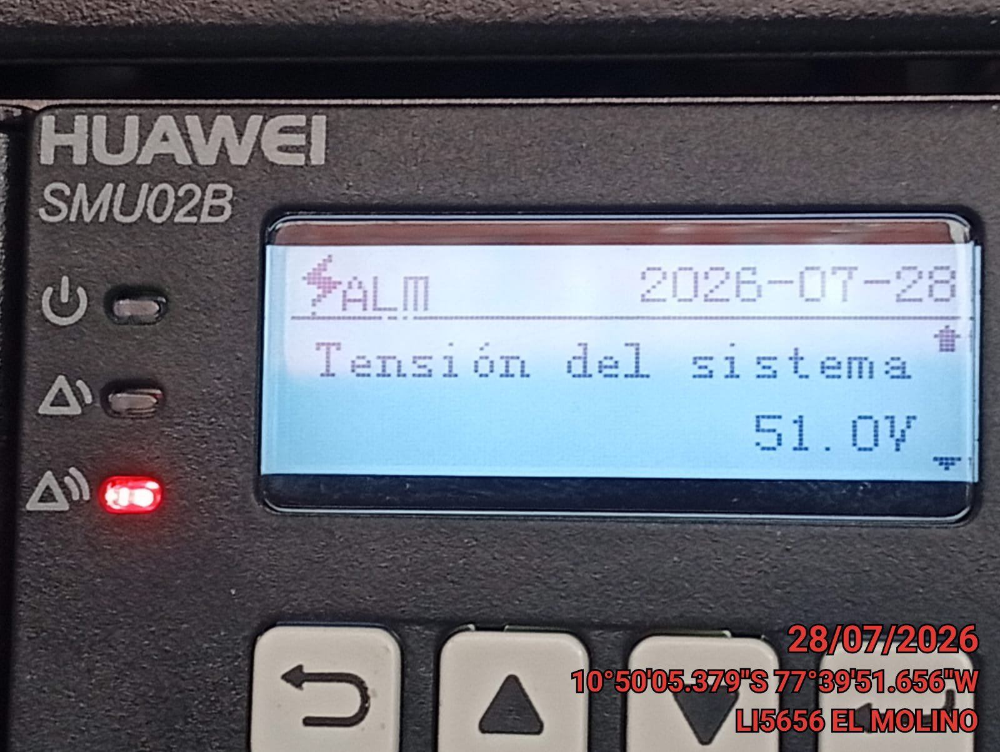 HUAWEI
SMU02B
ALM 2026-07-28
Tensión del sistema
51.0V
28/07/2026
10°50'05.379"S 77°39'51.656"W
LI5656 EL MOLINO